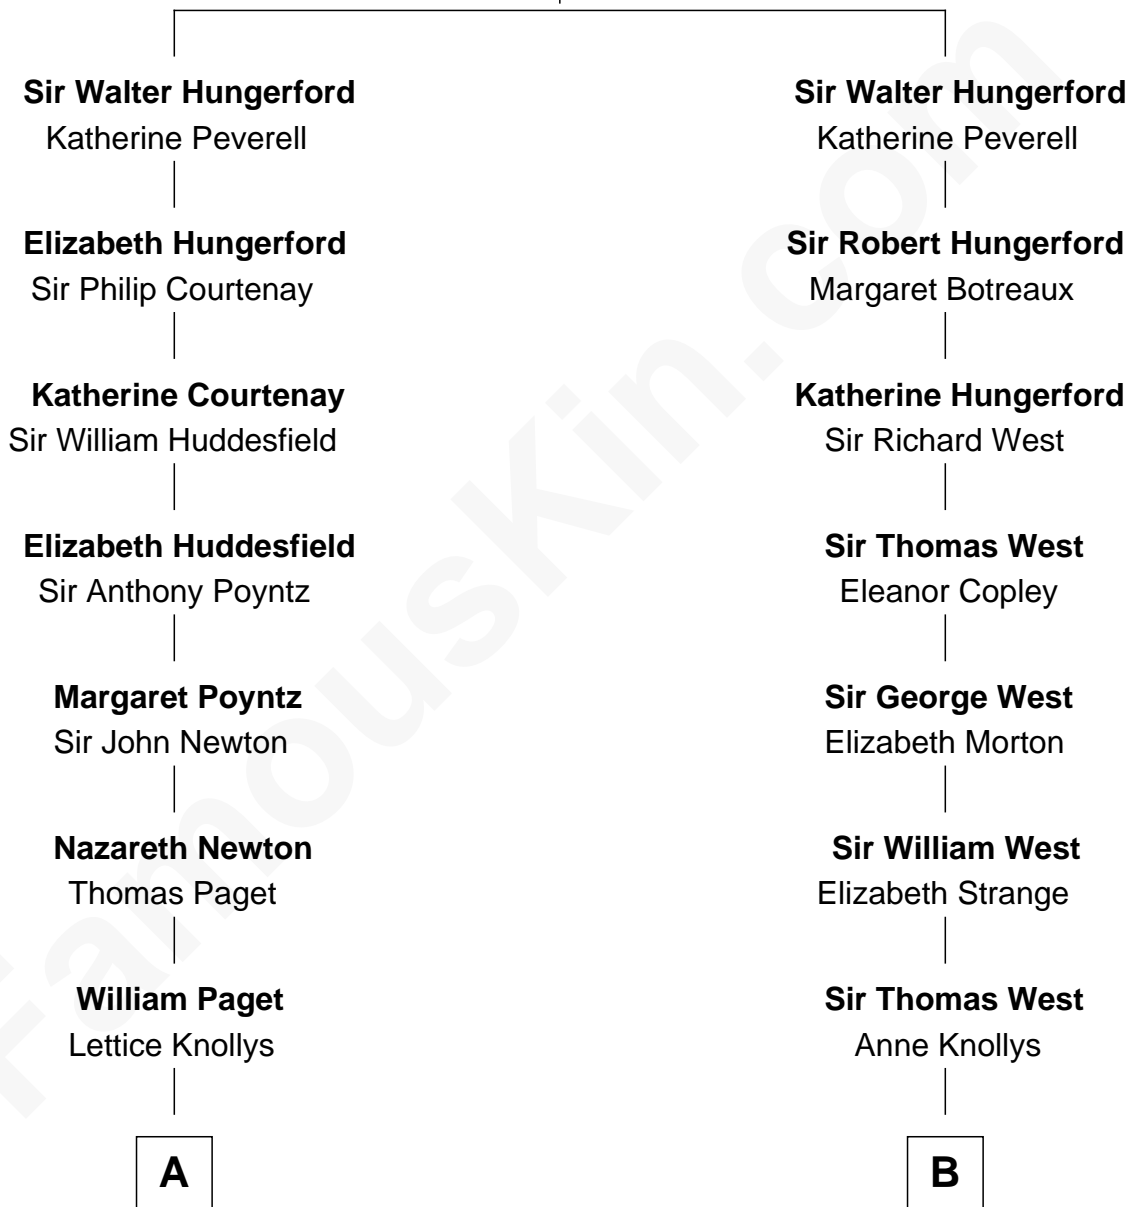 Sir Walter Hungerford
Katherine Peverell
Elizabeth Hungerford
Sir Philip Courtenay
Katherine Courtenay
Sir William Huddesfield
Elizabeth Huddesfield
Sir Anthony Poyntz
Margaret Poyntz
Sir John Newton
Nazareth Newton
Thomas Paget
William Paget
Lettice Knollys
A
Sir Walter Hungerford
Katherine Peverell
Sir Robert Hungerford
Margaret Botreaux
Katherine Hungerford
Sir Richard West
Sir Thomas West
Eleanor Copley
Sir George West
Elizabeth Morton
Sir William West
Elizabeth Strange
Sir Thomas West
Anne Knollys
B
FamousKin.com